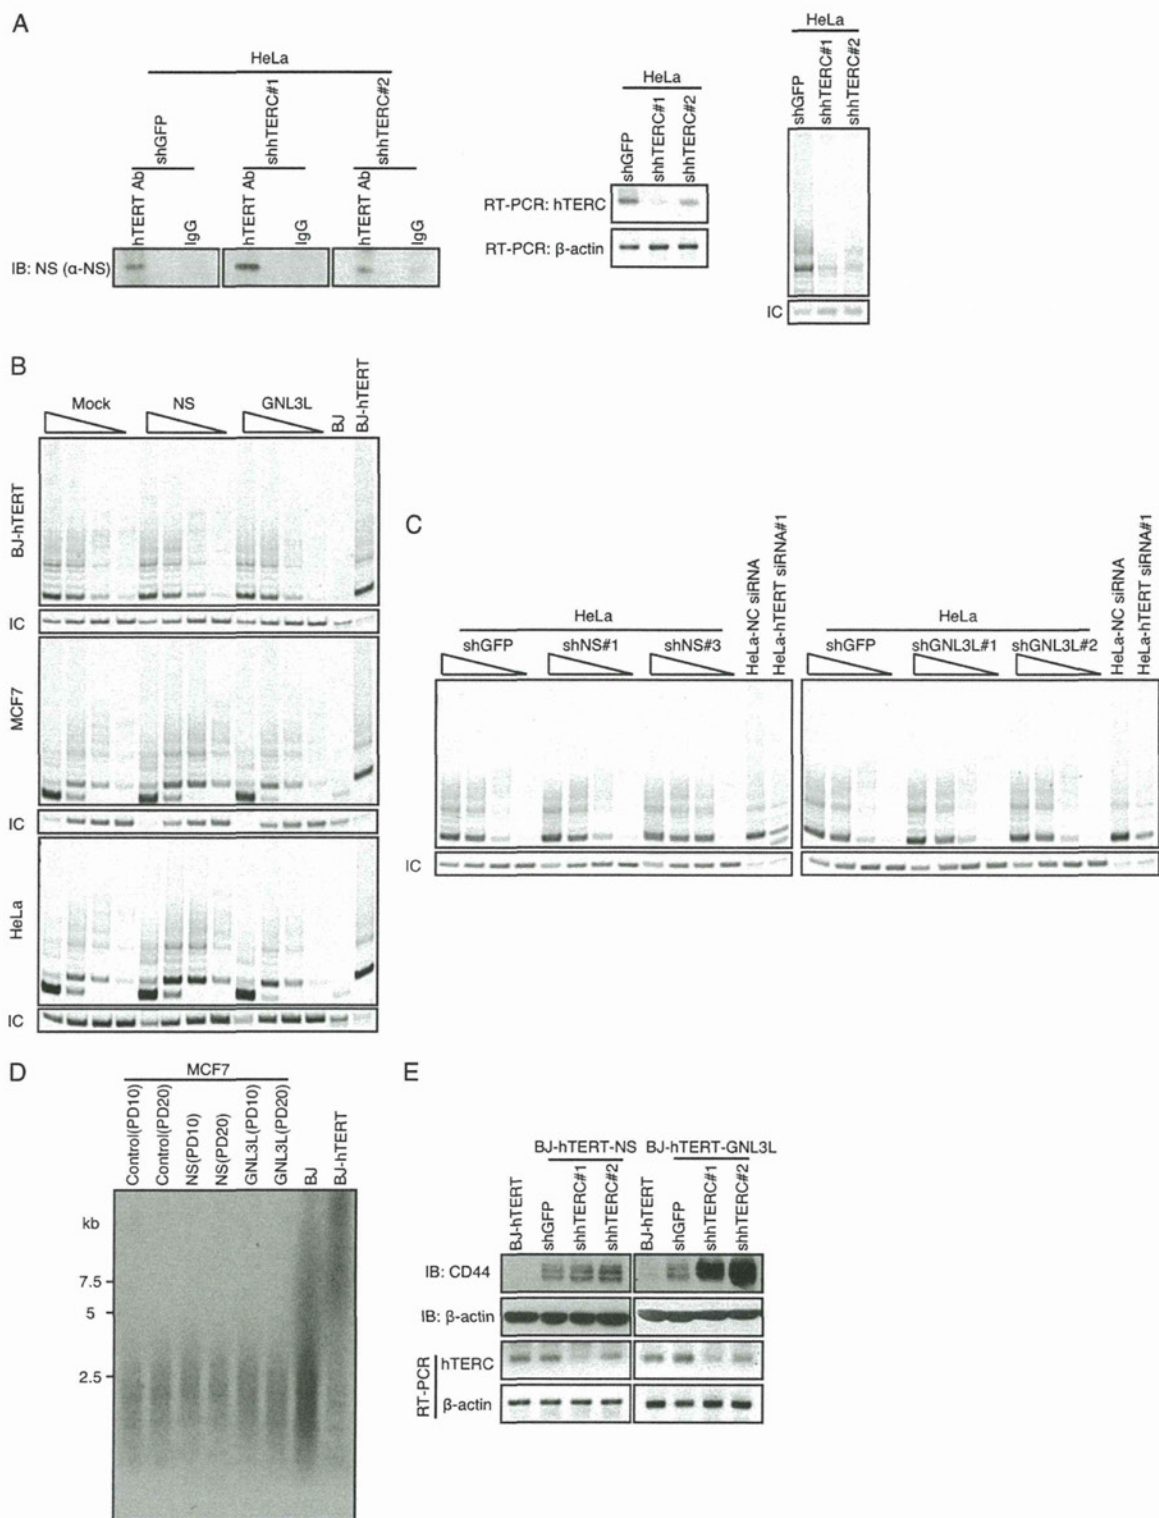 A
HeLa
shGFP
shhTERC#1
shhTERC#2
hTERT Ab
IgG
hTERT Ab
IgG
hTERT Ab
IgG
IB: NS (α-NS)
HeLa
shGFP
shhTERC#1
shhTERC#2
RT-PCR: hTERC
RT-PCR: β-actin
HeLa
shGFP
shhTERC#1
shhTERC#2
IC
B
Mock
NS
GNL3L
BJ
BJ-hTERT
BJ-hTERT
IC
MCF7
IC
HeLa
IC
C
HeLa
shGFP
shNS#1
shNS#3
HeLa-NC siRNA
HeLa-hTERT siRNA#1
HeLa
shGFP
shGNL3L#1
shGNL3L#2
HeLa-NC siRNA
HeLa-hTERT siRNA#1
IC
D
MCF7
Control(PD10)
Control(PD20)
NS(PD10)
NS(PD20)
GNL3L(PD10)
GNL3L(PD20)
BJ
BJ-hTERT
kb
7.5
5
2.5
E
BJ-hTERT-NS
BJ-hTERT-GNL3L
BJ-hTERT
shGFP
shhTERC#1
shhTERC#2
BJ-hTERT
shGFP
shhTERC#1
shhTERC#2
IB: CD44
IB: β-actin
RT-PCR
hTERC
β-actin